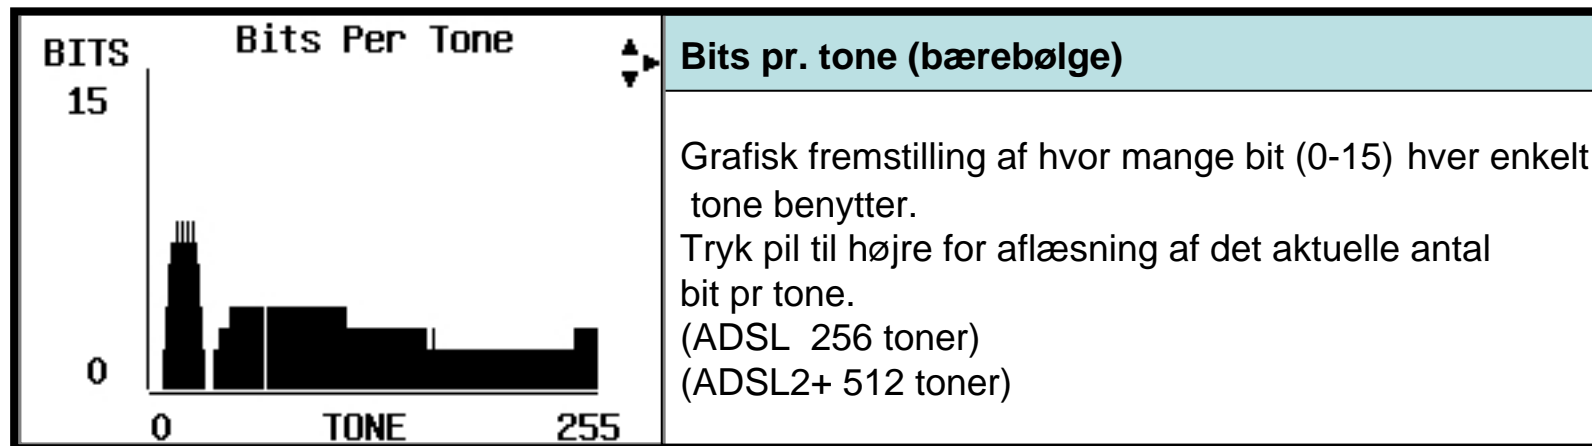 Bits Per Tone
BITS
15
0
0 TONE 255
Bits pr. tone (bærebølge)
Grafisk fremstilling af hvor mange bit (0-15) hver enkelt
tone benytter.
Tryk pil til højre for aflæsning af det aktuelle antal
bit pr tone.
(ADSL 256 toner)
(ADSL2+ 512 toner)